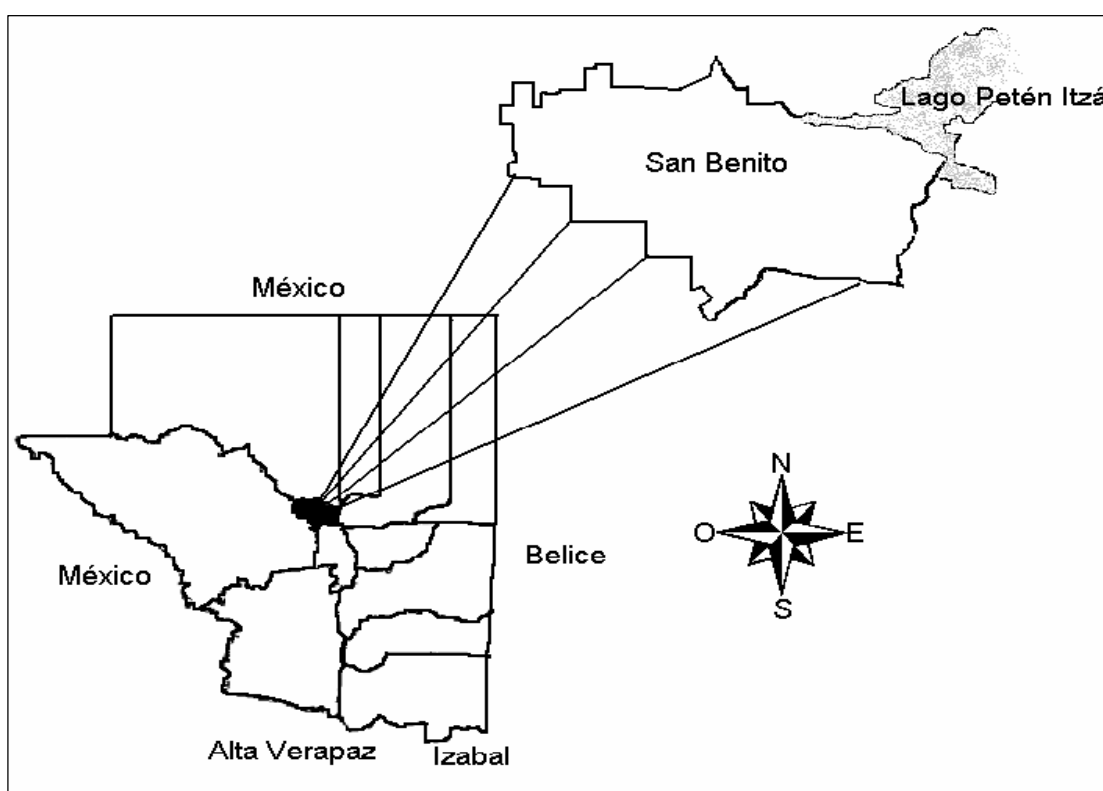 Lago Petén Itzá
San Benito
México
México
Belice
N
O
E
S
Alta Verapaz
Izabal